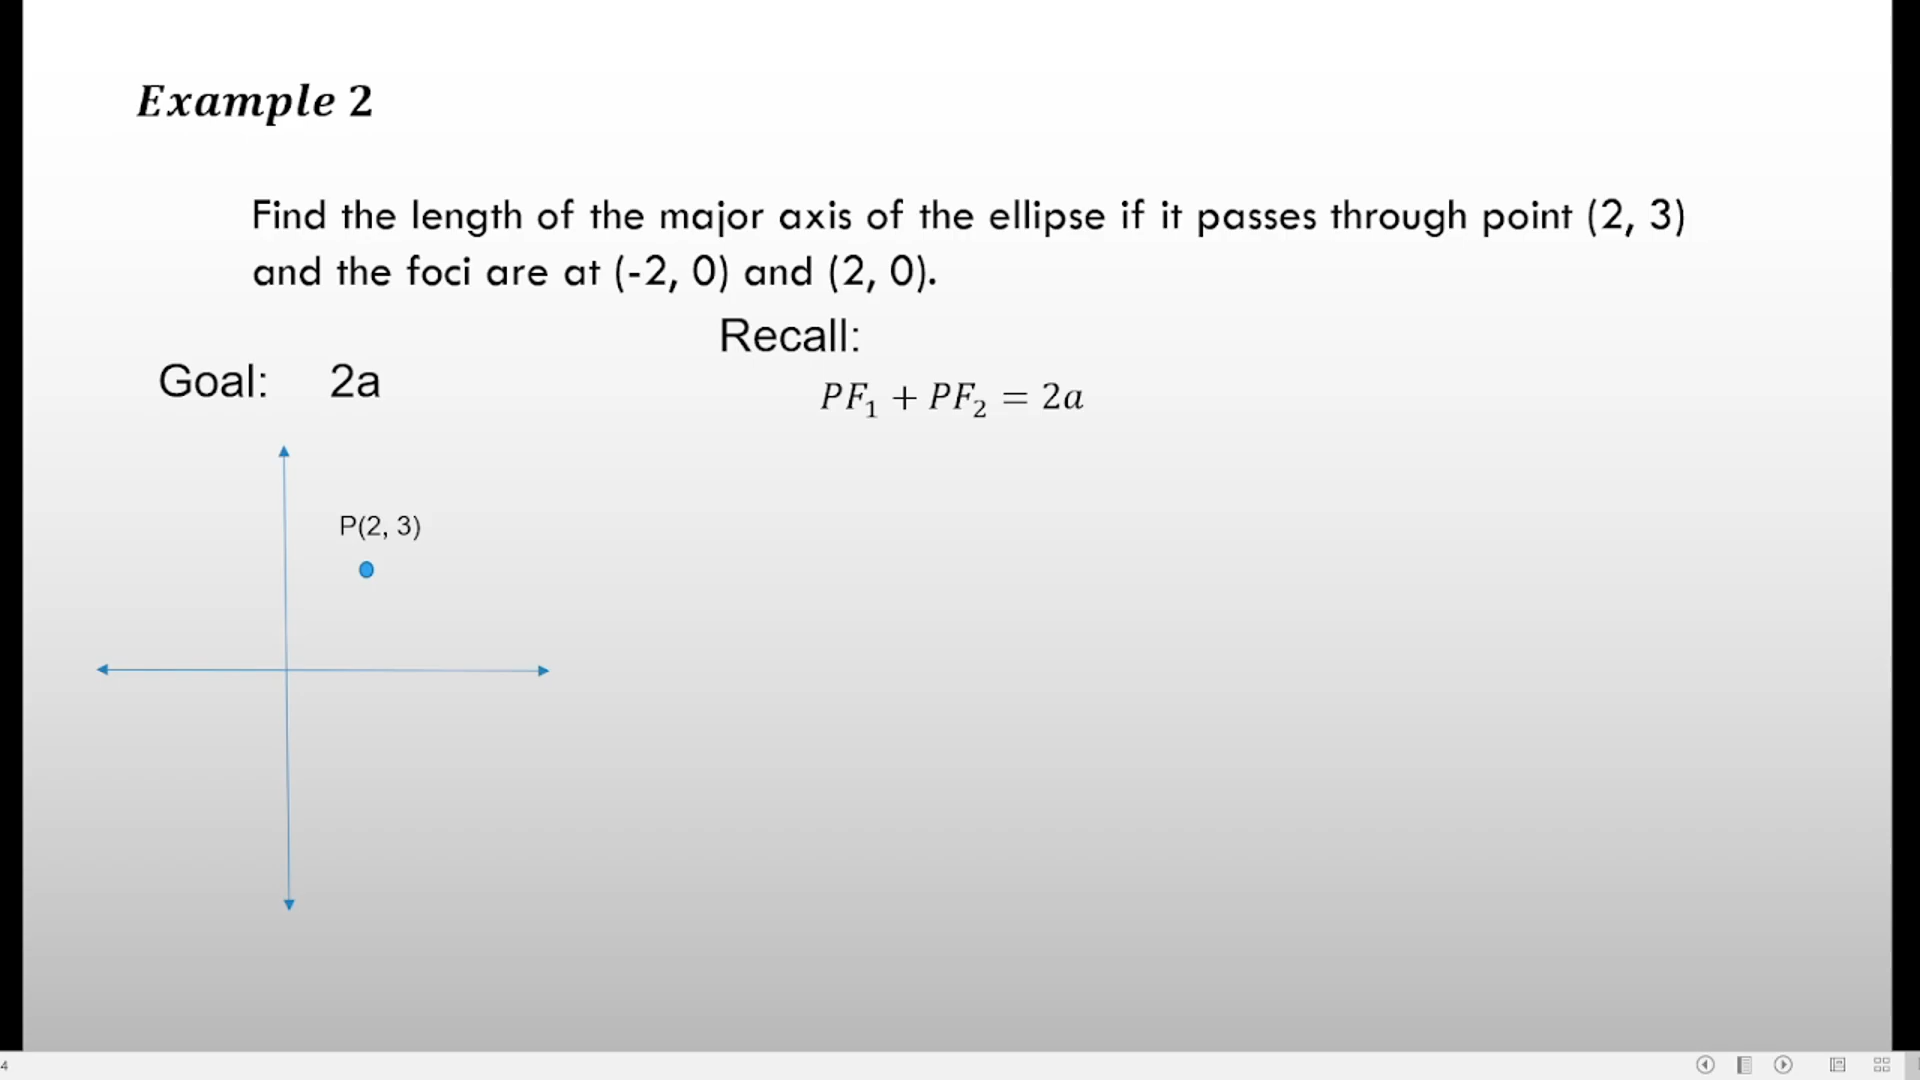 Example 2
Find the length of the major axis of the ellipse if it passes through point (2, 3)
and the foci are at (-2, 0) and (2, 0).
Recall:
Goal: 2a
PF₁ + PF₂ = 2a
P(2, 3)
4